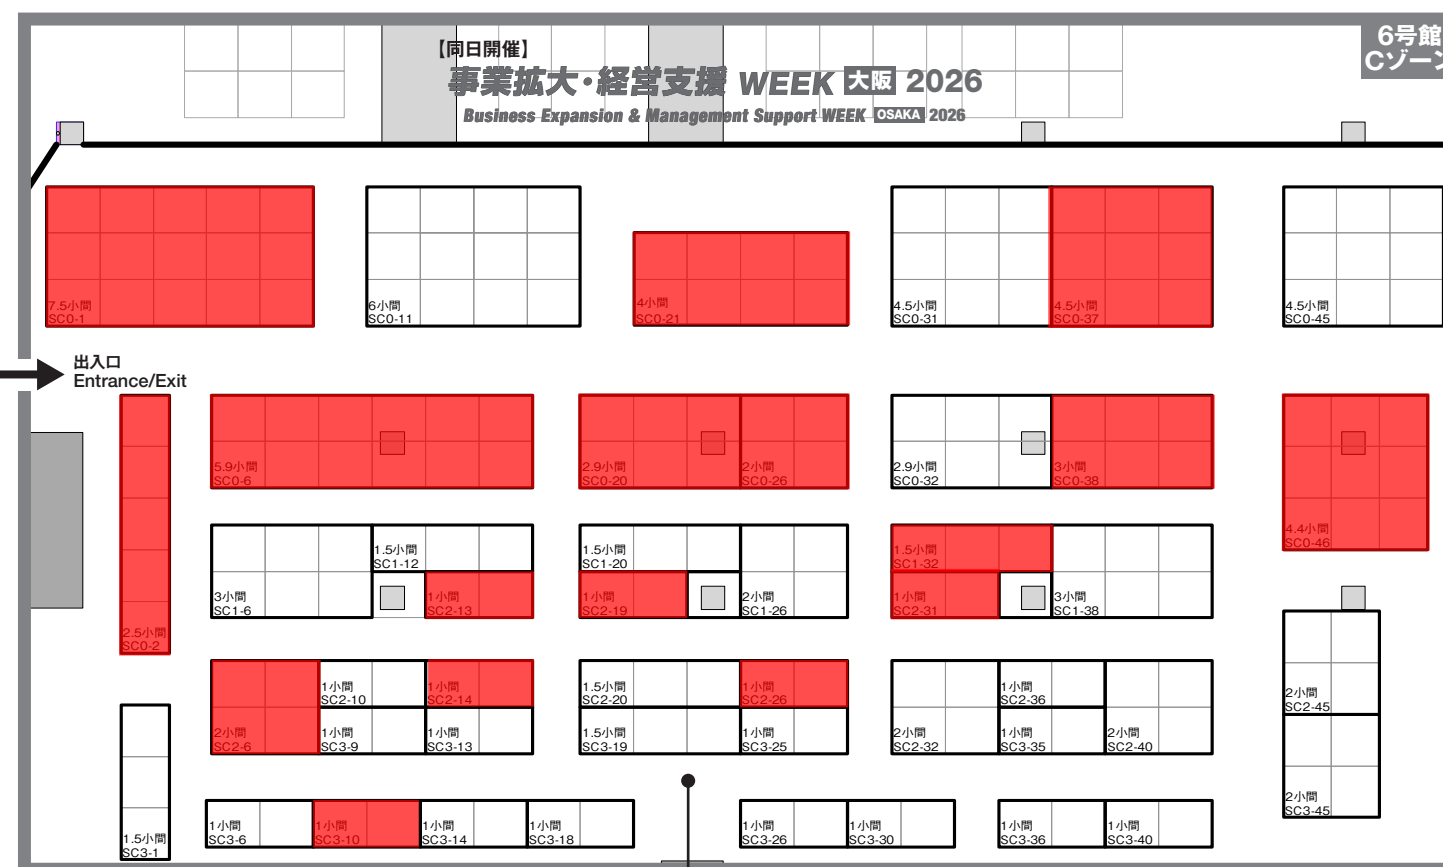 【同日開催】
事業拡大・経営支援 WEEK 大阪 2026
Business Expansion & Management Support WEEK OSAKA 2026
6号館
Cゾーン
7.5小間
SC0-1
6小間
SC0-11
4小間
SC0-21
4.5小間
SC0-31
4.5小間
SC0-37
4.5小間
SC0-45
出入口
Entrance/Exit
2.5小間
SC0-2
5.9小間
SC0-6
2.9小間
SC0-20
2小間
SC0-26
2.9小間
SC0-32
3小間
SC0-38
4.4小間
SC0-46
3小間
SC1-6
1.5小間
SC1-12
1小間
SC2-13
1.5小間
SC1-20
1小間
SC2-19
2小間
SC1-26
1.5小間
SC1-32
1小間
SC2-31
3小間
SC1-38
2小間
SC2-6
1小間
SC2-10
1小間
SC3-9
1小間
SC2-14
1小間
SC3-13
1.5小間
SC2-20
1.5小間
SC3-19
1小間
SC2-26
1小間
SC3-25
2小間
SC2-32
1小間
SC2-36
1小間
SC3-35
2小間
SC2-40
2小間
SC2-45
2小間
SC3-45
1.5小間
SC3-1
1小間
SC3-6
1小間
SC3-10
1小間
SC3-14
1小間
SC3-18
1小間
SC3-26
1小間
SC3-30
1小間
SC3-36
1小間
SC3-40